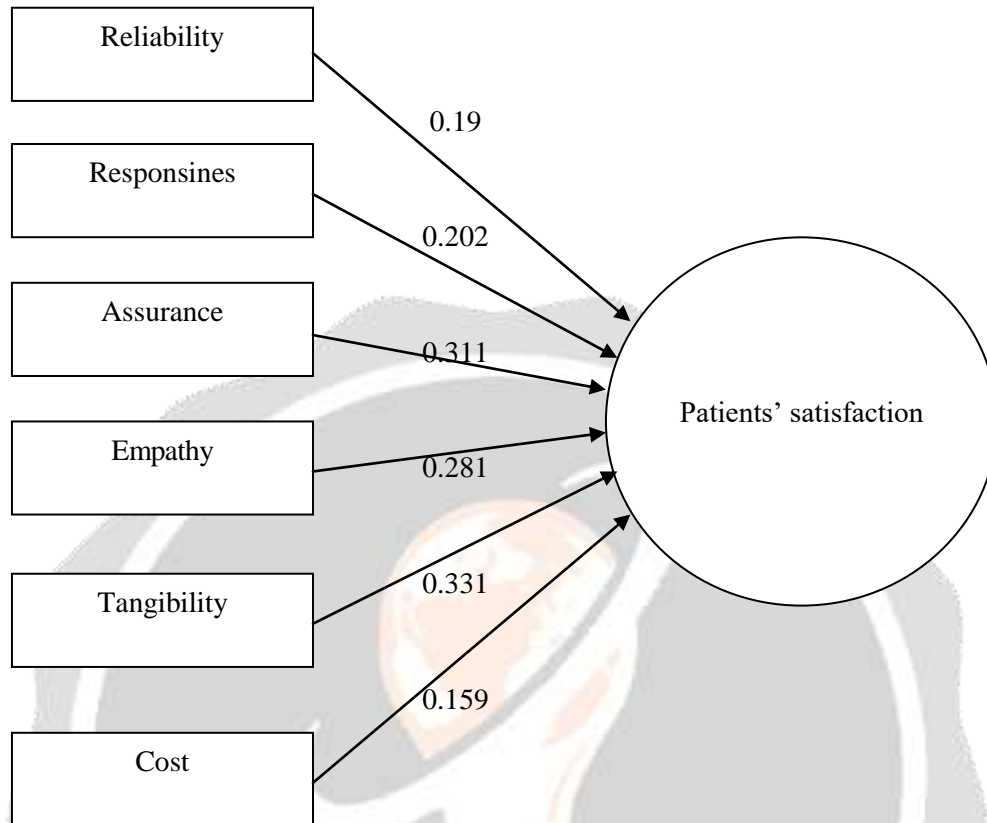 Reliability
0.19
Responsines
0.202
Assurance
0.311
Patients’ satisfaction
Empathy
0.281
Tangibility
0.331
0.159
Cost